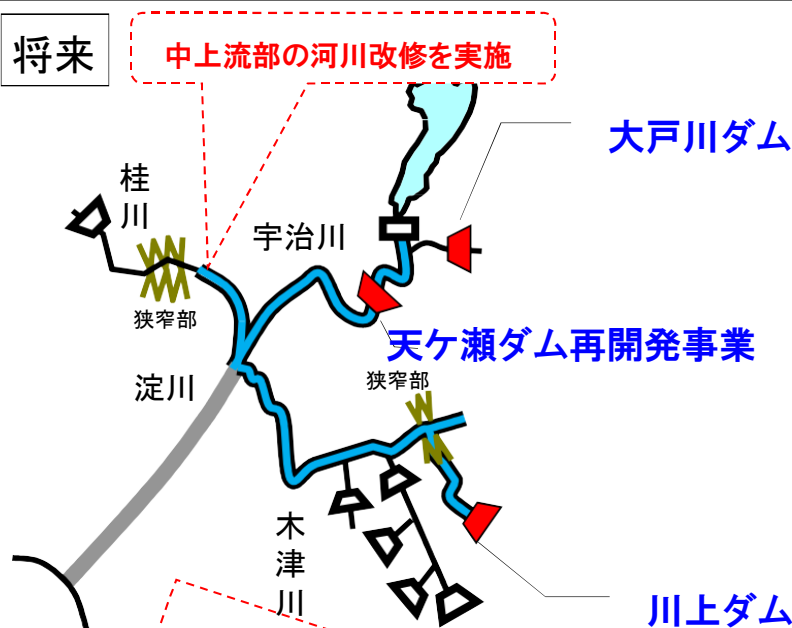 将来
中上流部の河川改修を実施
大戸川ダム
桂川
宇治川
狭窄部
天ケ瀬ダム再開発事業
淀川
狭窄部
木津川
川上ダム